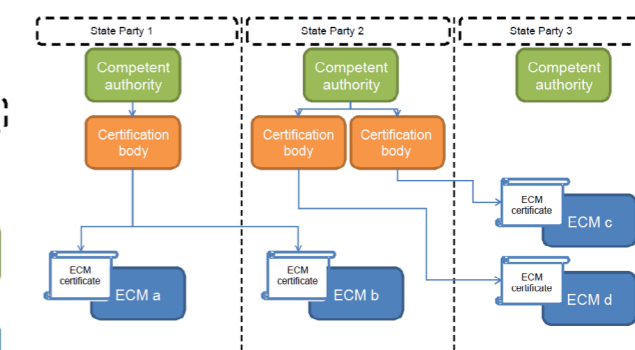 State Party 1
State Party 2
State Party 3
Competent
authority
Competent
authority
Competent
authority
Certification
body
Certification
body
Certification
body
ECM
certificate
ECM c
ECM
certificate
ECM a
ECM
certificate
ECM b
ECM
certificate
ECM d